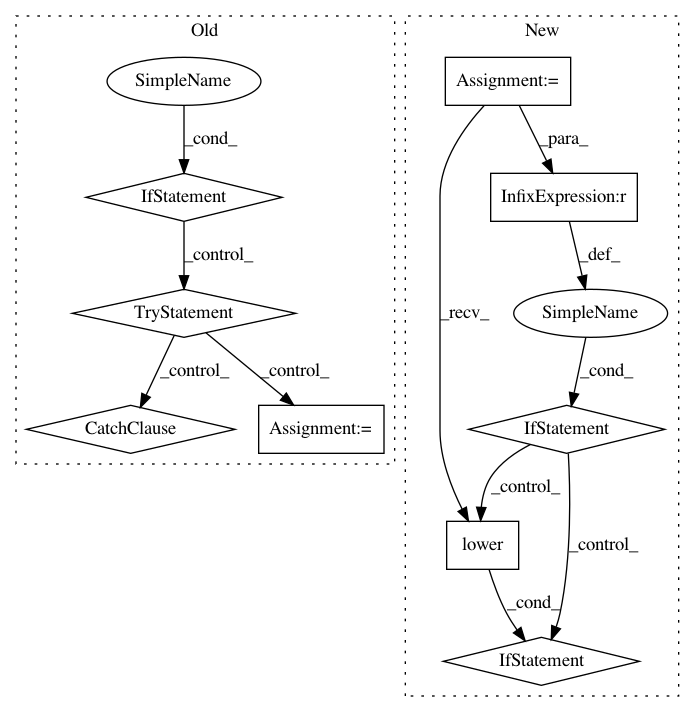 Old
SimpleName
_cond_
IfStatement
_control_
TryStatement
_control_
_control_
CatchClause
Assignment:=
New
Assignment:=
_para_
InfixExpression:r
_def_
_recv_
SimpleName
_cond_
IfStatement
_control_
_control_
lower
_cond_
IfStatement